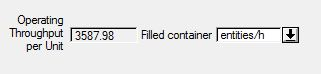 Operating
Throughput
per Unit
3587.98
Filled container
entities/h